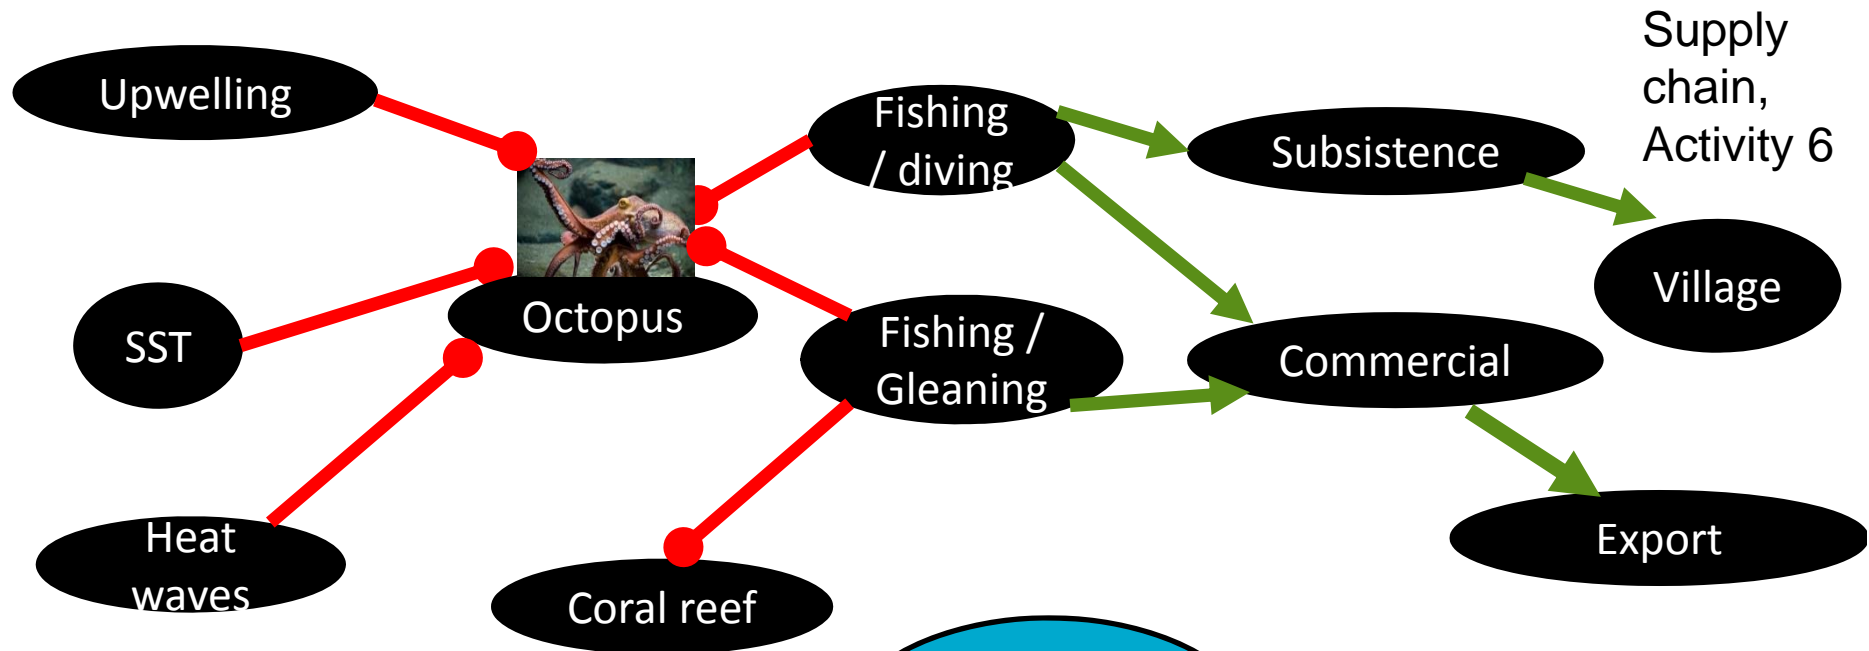 Supply
chain,
Activity 6
Upwelling
Fishing
/ diving
Subsistence
Village
Octopus
SST
Fishing /
Gleaning
Commercial
Heat
waves
Coral reef
Export